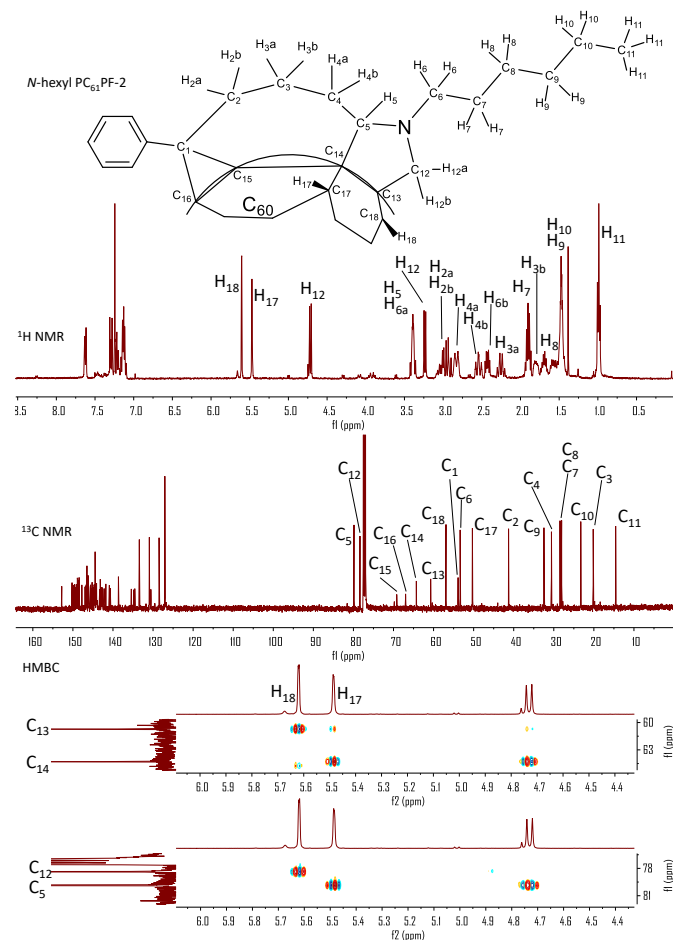 N-hexyl PC61PF-2
H2a
H2b
H3a
H3b
H4a
H4b
H5
H6
H6
H7
H7
H8
H8
H9
H9
H10
H10
H11
H11
H11
C1
C2
C3
C4
C5
N
C6
C7
C8
C9
C10
C11
C12
H12a
H12b
C13
C14
C15
C16
H17
C17
C18
H18
C60
1H NMR
H18
H17
H12
H5
H6a
H12
H2a
H2b
H4a
H4b
H6b
H3a
H7
H3b
H8
H10
H9
H11
8.5 8.0 7.5 7.0 6.5 6.0 5.5 5.0 4.5 4.0 3.5 3.0 2.5 2.0 1.5 1.0 0
f1 (ppm)
13C NMR
C12
C5
C15
C16
C14
C13
C18
C1
C6
C17
C2
C4
C9
C8
C7
C10
C3
C11
160 150 140 130 120 110 100 90 80 70 60 50 40 30 20 10
f1 (ppm)
HMBC
H18
H17
C13
C14
60
63
f1 (ppm)
6.0 5.9 5.8 5.7 5.6 5.5 5.4 5.3 5.2 5.1 5.0 4.9 4.8 4.7 4.6 4.5 4.4
f2 (ppm)
C12
C5
78
81
f1 (ppm)
6.0 5.9 5.8 5.7 5.6 5.5 5.4 5.3 5.2 5.1 5.0 4.9 4.8 4.7 4.6 4.5 4.4
f2 (ppm)